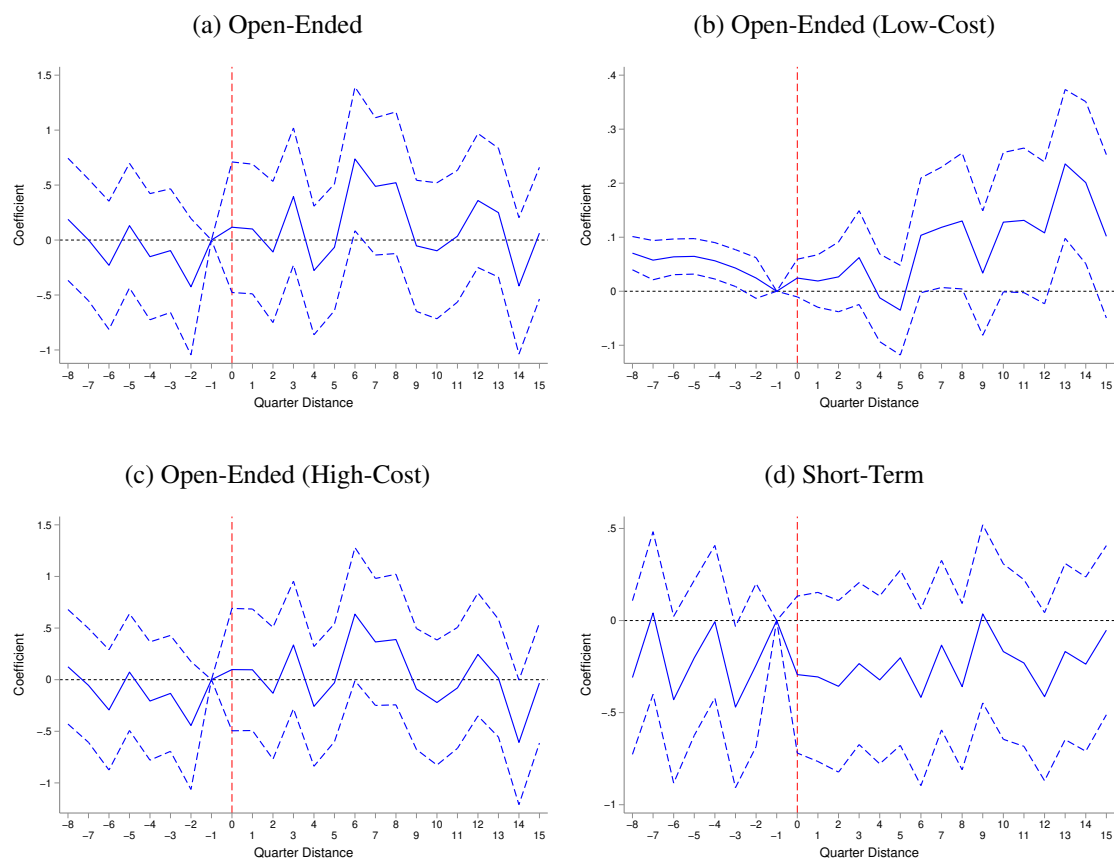 (a) Open-Ended
(b) Open-Ended (Low-Cost)
1.5
1
.5
0
−.5
−1
Coefficient
−8 −7 −6 −5 −4 −3 −2 −1 0 1 2 3 4 5 6 7 8 9 10 11 12 13 14 15
Quarter Distance
.4
.3
.2
.1
0
−.1
Coefficient
−8 −7 −6 −5 −4 −3 −2 −1 0 1 2 3 4 5 6 7 8 9 10 11 12 13 14 15
Quarter Distance
(c) Open-Ended (High-Cost)
(d) Short-Term
1.5
1
.5
0
−.5
−1
Coefficient
−8 −7 −6 −5 −4 −3 −2 −1 0 1 2 3 4 5 6 7 8 9 10 11 12 13 14 15
Quarter Distance
.5
0
−.5
−1
Coefficient
−8 −7 −6 −5 −4 −3 −2 −1 0 1 2 3 4 5 6 7 8 9 10 11 12 13 14 15
Quarter Distance